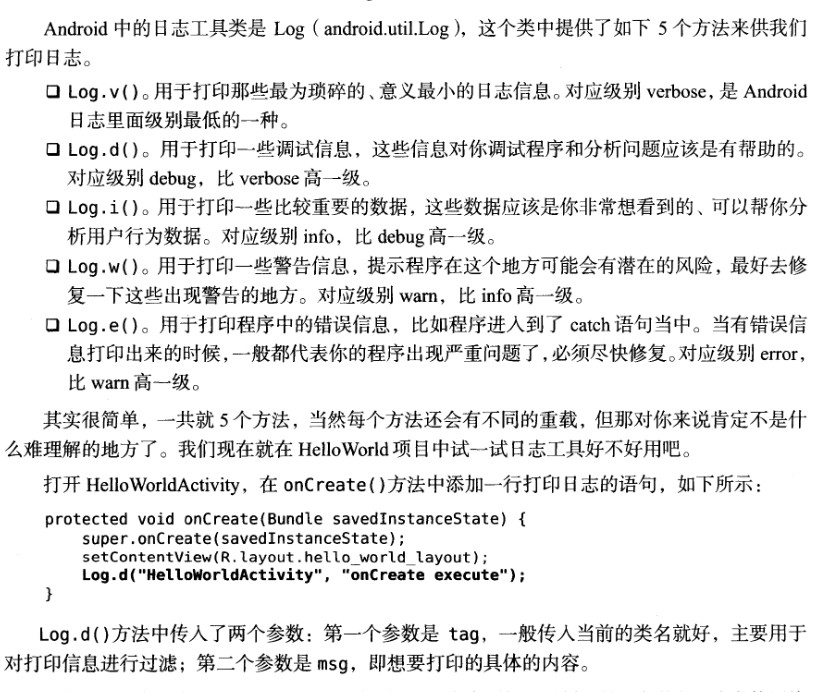 Android 中的日志工具类是 Log（android.util.Log），这个类中提供了如下 5 个方法来供我们
打印日志。
❑ Log.v()。用于打印那些最为琐碎的、意义最小的日志信息。对应级别 verbose，是 Android
日志里面级别最低的一种。
❑ Log.d()。用于打印一些调试信息，这些信息对你调试程序和分析问题应该是有帮助的。
对应级别 debug，比 verbose 高一级。
❑ Log.i()。用于打印一些比较重要的数据，这些数据应该是你非常想看到的、可以帮你分
析用户行为数据。对应级别 info，比 debug 高一级。
❑ Log.w()。用于打印一些警告信息，提示程序在这个地方可能会有潜在的风险，最好去修
复一下这些出现警告的地方。对应级别 warn，比 info 高一级。
❑ Log.e()。用于打印程序中的错误信息，比如程序进入到了 catch 语句当中。当有错误信
息打印出来的时候，一般都代表你的程序出现严重问题了，必须尽快修复。对应级别 error，
比 warn 高一级。
其实很简单，一共就 5 个方法，当然每个方法还会有不同的重载，但那对你来说肯定不是什
么难理解的地方了。我们现在就在 HelloWorld 项目中试一试日志工具好不好用吧。
打开 HelloWorldActivity，在 onCreate()方法中添加一行打印日志的语句，如下所示：
protected void onCreate(Bundle savedInstanceState) {
super.onCreate(savedInstanceState);
setContentView(R.layout.hello_world_layout);
Log.d("HelloWorldActivity", "onCreate execute");
}
Log.d()方法中传入了两个参数：第一个参数是 tag，一般传入当前的类名就好，主要用于
对打印信息进行过滤；第二个参数是 msg，即想要打印的具体的内容。